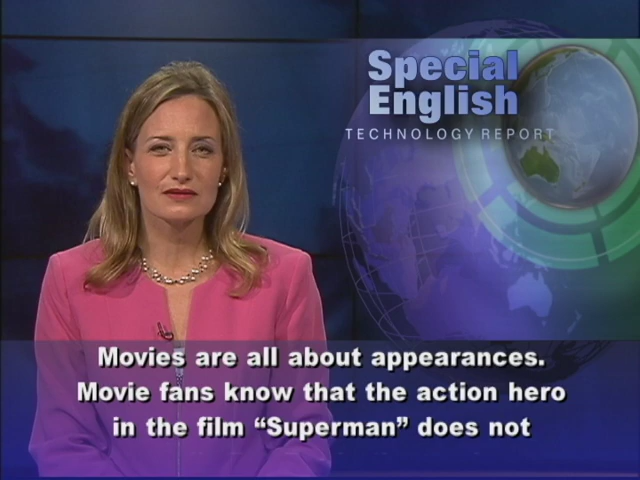 Special
English
TECHNOLOGY REPORT
Movies are all about appearances.
Movie fans know that the action hero
in the film “Superman” does not